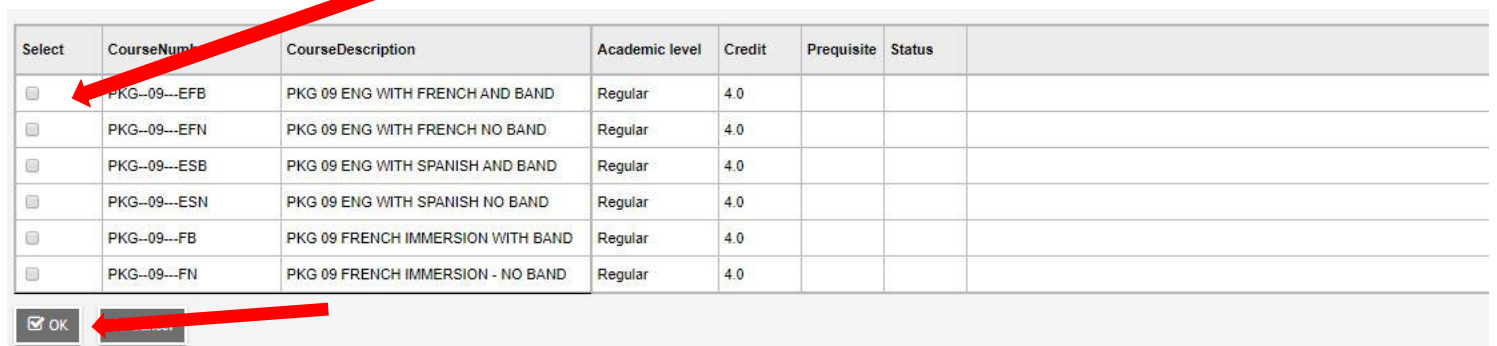 Select CourseNumb CourseDescription Academic level Credit Prequisite Status
PKG--09---EFB PKG 09 ENG WITH FRENCH AND BAND Regular 4.0
PKG--09---EFN PKG 09 ENG WITH FRENCH NO BAND Regular 4.0
PKG--09---ESB PKG 09 ENG WITH SPANISH AND BAND Regular 4.0
PKG--09---ESN PKG 09 ENG WITH SPANISH NO BAND Regular 4.0
PKG--09---FB PKG 09 FRENCH IMMERSION WITH BAND Regular 4.0
PKG--09---FN PKG 09 FRENCH IMMERSION - NO BAND Regular 4.0
OK